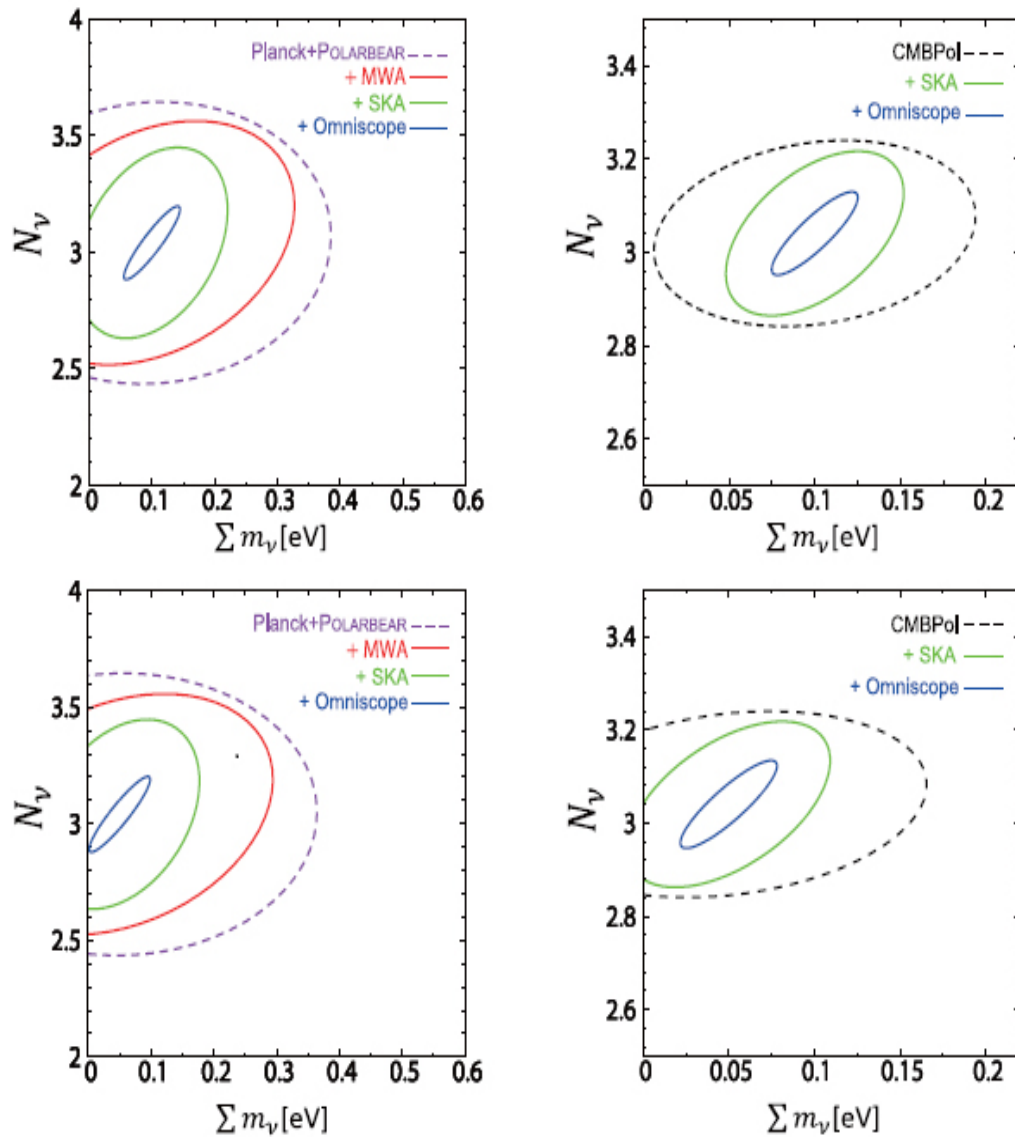 4
3.5
3
2.5
2
N_ν
0 0.1 0.2 0.3 0.4 0.5 0.6
∑ m_ν [eV]
Planck+POLARBEAR
+ MWA
+ SKA
+ Omniscope
3.4
3.2
3
2.8
2.6
N_ν
0 0.05 0.1 0.15 0.2
∑ m_ν [eV]
CMBPol
+ SKA
+ Omniscope
4
3.5
3
2.5
2
N_ν
0 0.1 0.2 0.3 0.4 0.5 0.6
∑ m_ν [eV]
Planck+POLARBEAR
+ MWA
+ SKA
+ Omniscope
3.4
3.2
3
2.8
2.6
N_ν
0 0.05 0.1 0.15 0.2
∑ m_ν [eV]
CMBPol
+ SKA
+ Omniscope